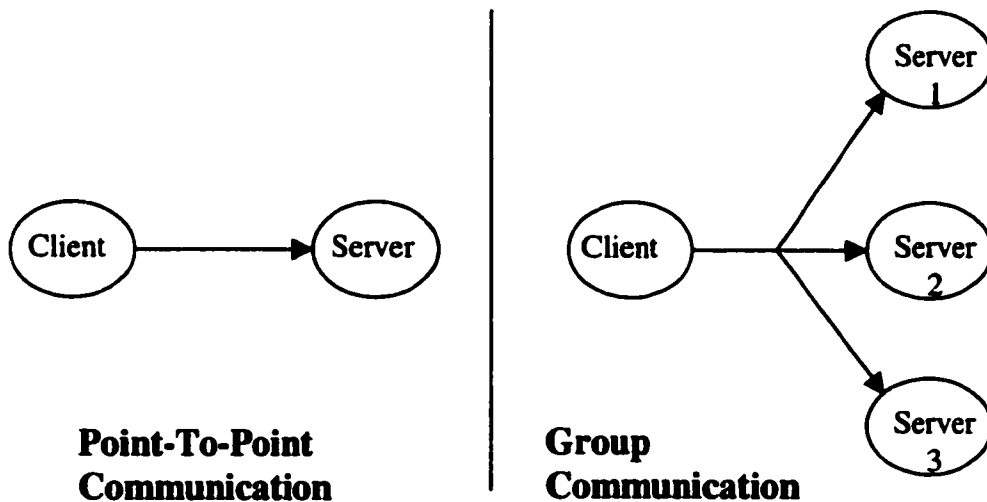 Client
Server
Point-To-Point
Communication
Server
1
Client
Server
2
Server
3
Group
Communication